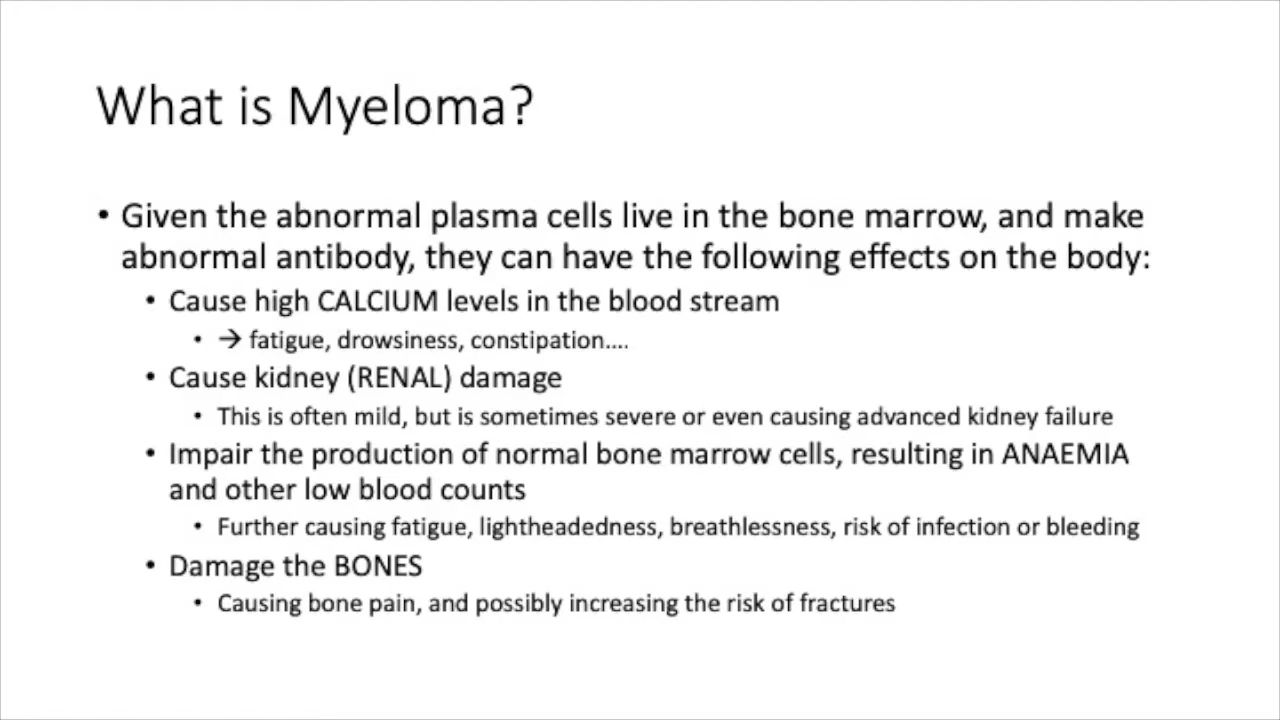 What is Myeloma?
• Given the abnormal plasma cells live in the bone marrow, and make
abnormal antibody, they can have the following effects on the body:
• Cause high CALCIUM levels in the blood stream
• → fatigue, drowsiness, constipation....
• Cause kidney (RENAL) damage
• This is often mild, but is sometimes severe or even causing advanced kidney failure
• Impair the production of normal bone marrow cells, resulting in ANAEMIA
and other low blood counts
• Further causing fatigue, lightheadedness, breathlessness, risk of infection or bleeding
• Damage the BONES
• Causing bone pain, and possibly increasing the risk of fractures